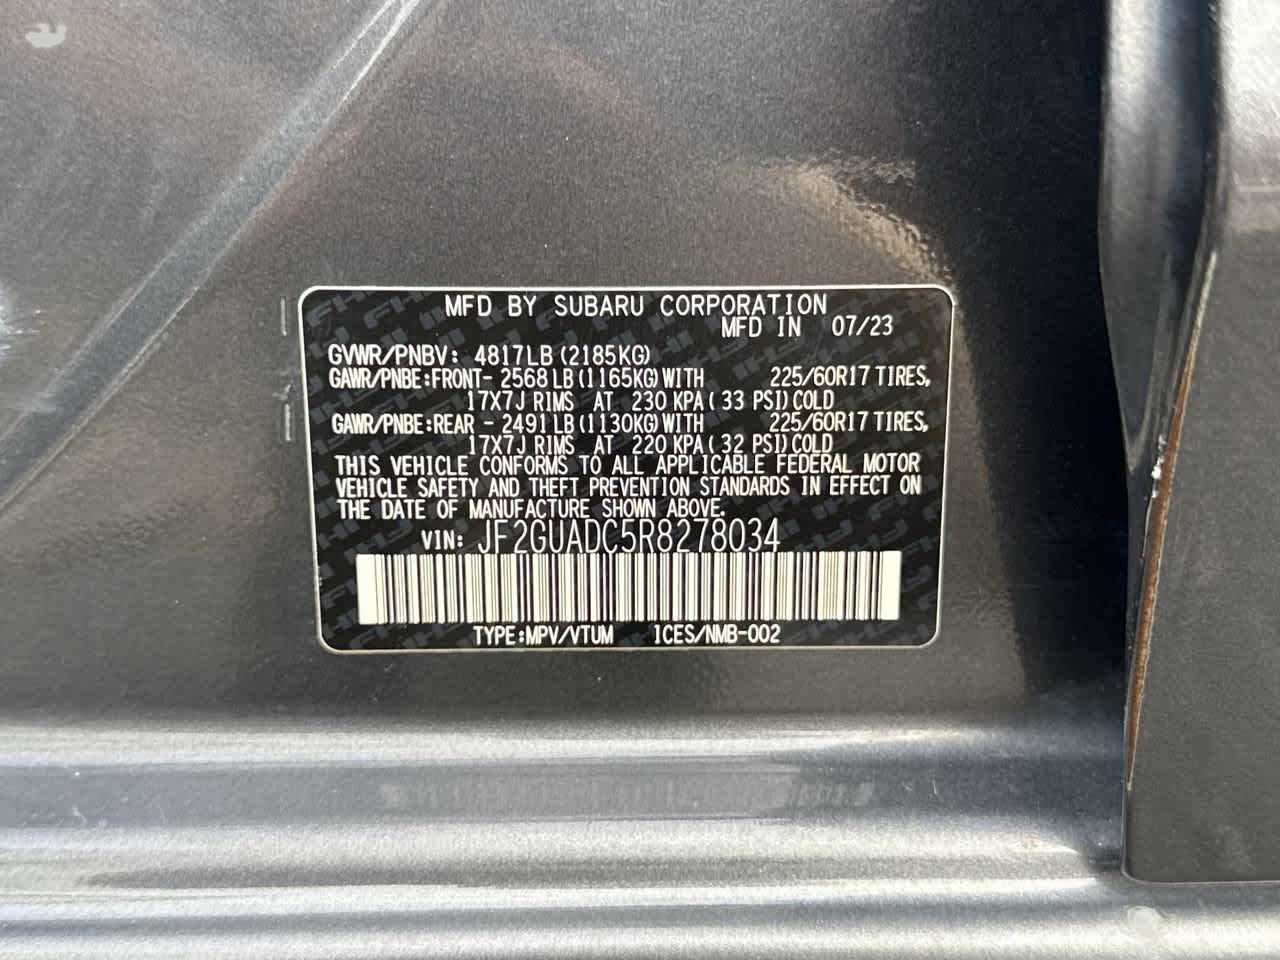 MFD BY SUBARU CORPORATION
MFD IN 07/23
GVWR/PNBV: 4817LB (2185KG)
GAWR/PNBE:FRONT- 2568 LB (1165KG) WITH 225/60R17 TIRES,
17X7J RIMS AT 230 KPA ( 33 PSI) COLD
GAWR/PNBE:REAR - 2491 LB (1130KG) WITH 225/60R17 TIRES,
17X7J RIMS AT 220 KPA ( 32 PSI) COLD
THIS VEHICLE CONFORMS TO ALL APPLICABLE FEDERAL MOTOR
VEHICLE SAFETY AND THEFT PREVENTION STANDARDS IN EFFECT ON
THE DATE OF MANUFACTURE SHOWN ABOVE.
VIN: JF2GUADC5R8278034
TYPE:MPV/VTUM ICES/NMB-002